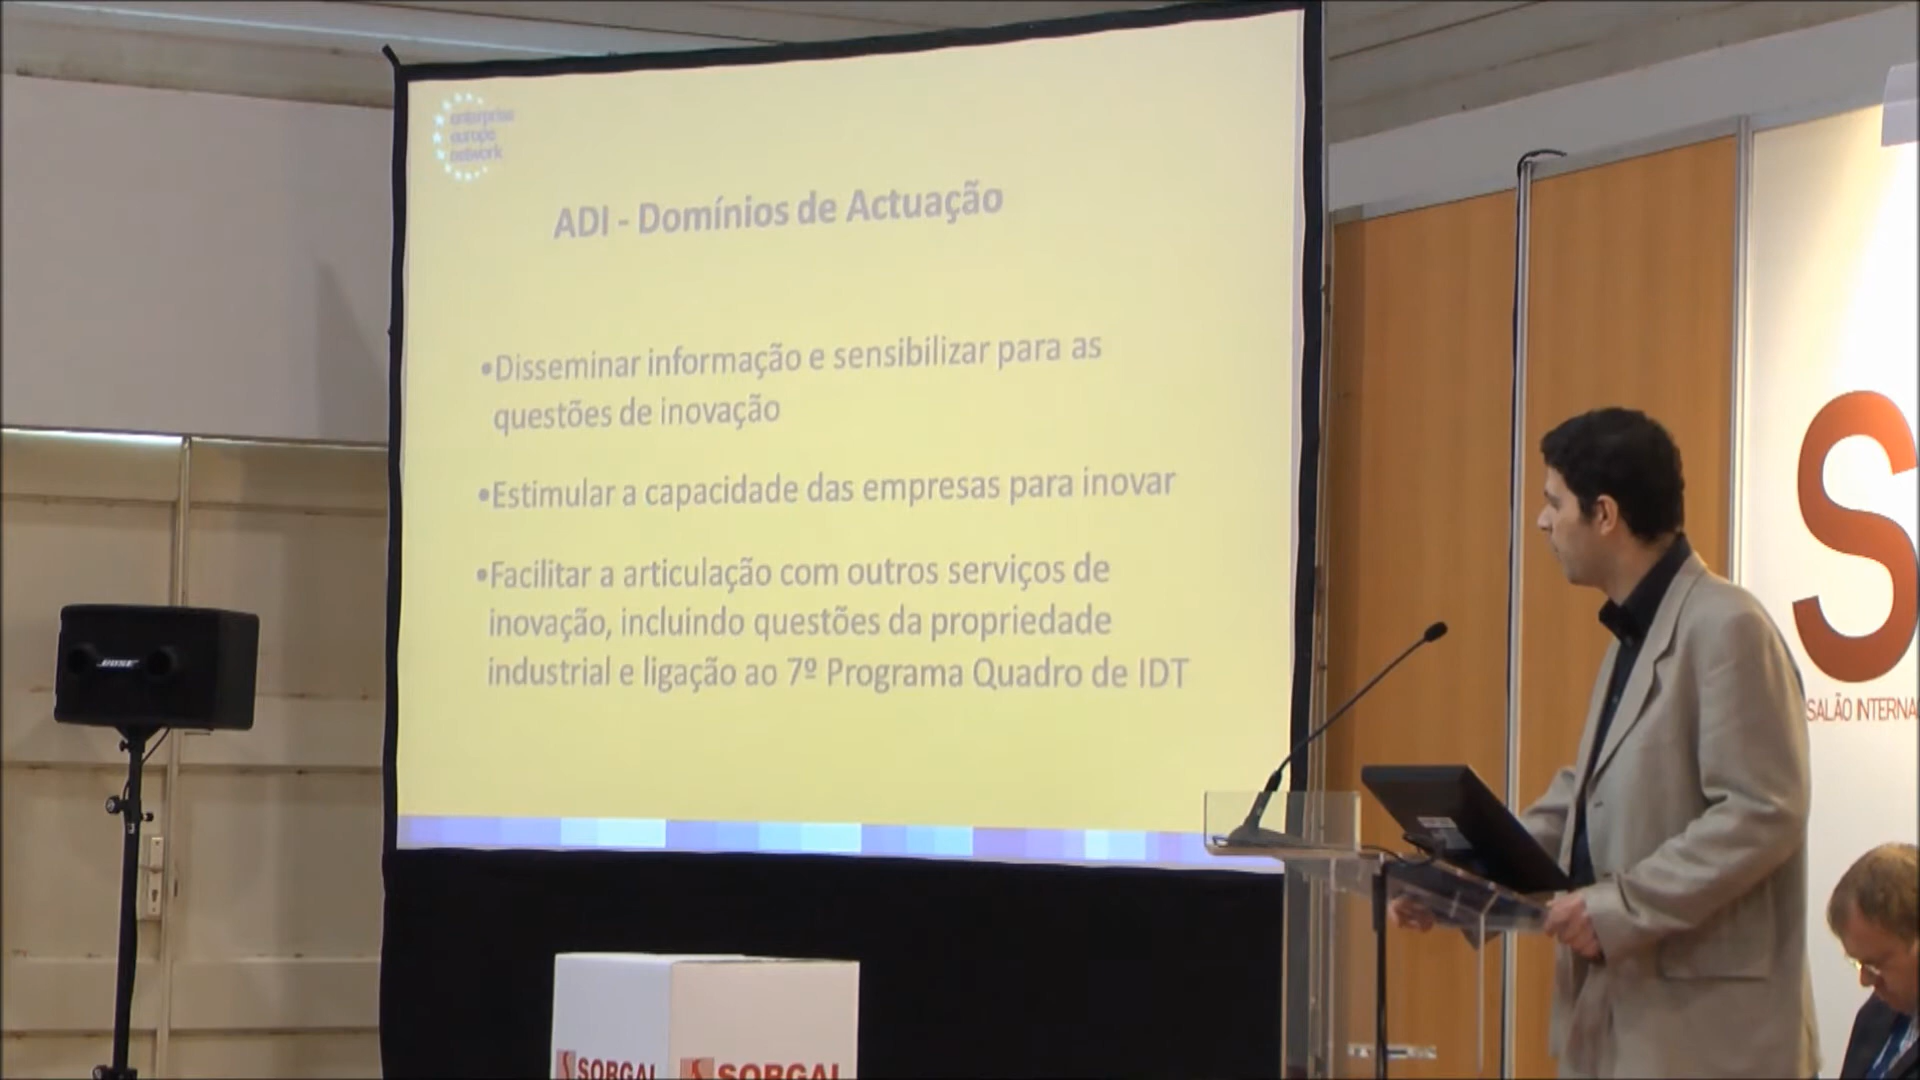 enterprise
europe
network
ADI - Domínios de Actuação
•Disseminar informação e sensibilizar para as
questões de inovação
•Estimular a capacidade das empresas para inovar
•Facilitar a articulação com outros serviços de
inovação, incluindo questões da propriedade
industrial e ligação ao 7º Programa Quadro de IDT
BOSE
S
SALÃO INTERNA
SORGAL
SORGAL